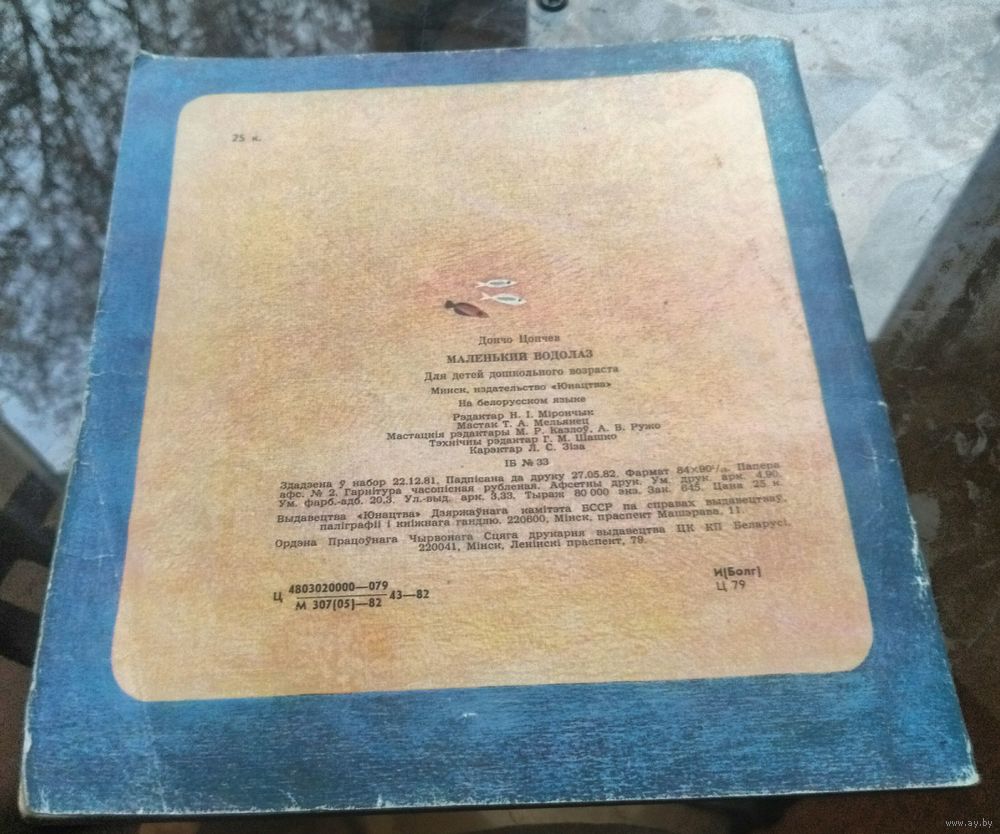 25 к.
Дончо Цончев
МАЛЕНЬКИЙ ВОДОЛАЗ
Для детей дошкольного возраста
Минск, издательство «Юнацтва»
На белорусском языке
Рэдактар Н. І. Мірончык
Мастак Т. А. Мельянец
Мастацкія рэдактары М. Р. Казлоў, А. В. Ружо
Тэхнічны рэдактар Г. М. Шашко
Карэктар Л. С. Зіза
ІБ № 33
Здадзена ў набор 22.12.81. Падпісана да друку 27.05.82. Фармат 84×90¹/₁₆. Папера
афс. № 2. Гарнітура часопісная рубленая. Афсетны друк. Ум. друк. арк. 4,90.
Ум. фарб.-адб. 20,3. Ул.-выд. арк. 3,33. Тыраж 80 000 экз. Зак. 645. Цана 25 к.
Выдавецтва «Юнацтва» Дзяржаўнага камітэта БССР па справах выдавецтваў,
паліграфіі і кніжнага гандлю. 220600, Мінск, праспект Машэрава, 11.
Ордэна Працоўнага Чырвонага Сцяга друкарня выдавецтва ЦК КП Беларусі.
220041, Мінск, Ленінскі праспект, 79.
Ц 4803020000—079
М 307(05)—82 43—82
И(Болг)
Ц 79
www.ay.by